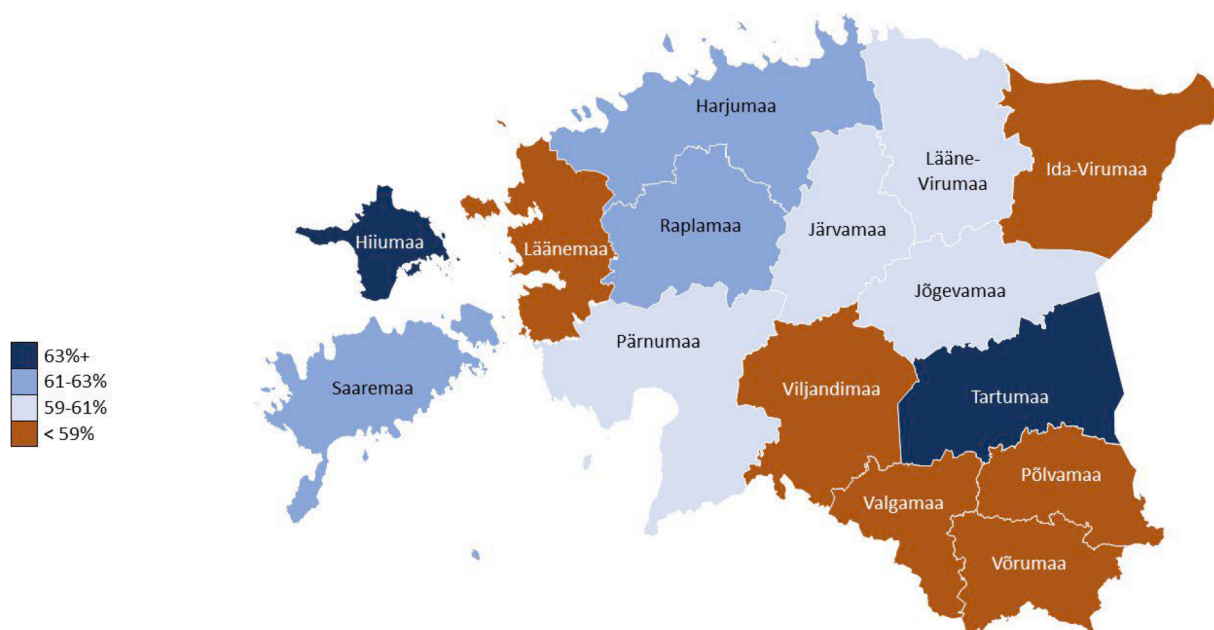 Harjumaa
Lääne-
Virumaa
Ida-Virumaa
Hiiumaa
Läänemaa
Raplamaa
Järvamaa
Jõgevamaa
Pärnumaa
Saaremaa
Viljandimaa
Tartumaa
Põlvamaa
Valgamaa
Võrumaa
63%+
61-63%
59-61%
< 59%